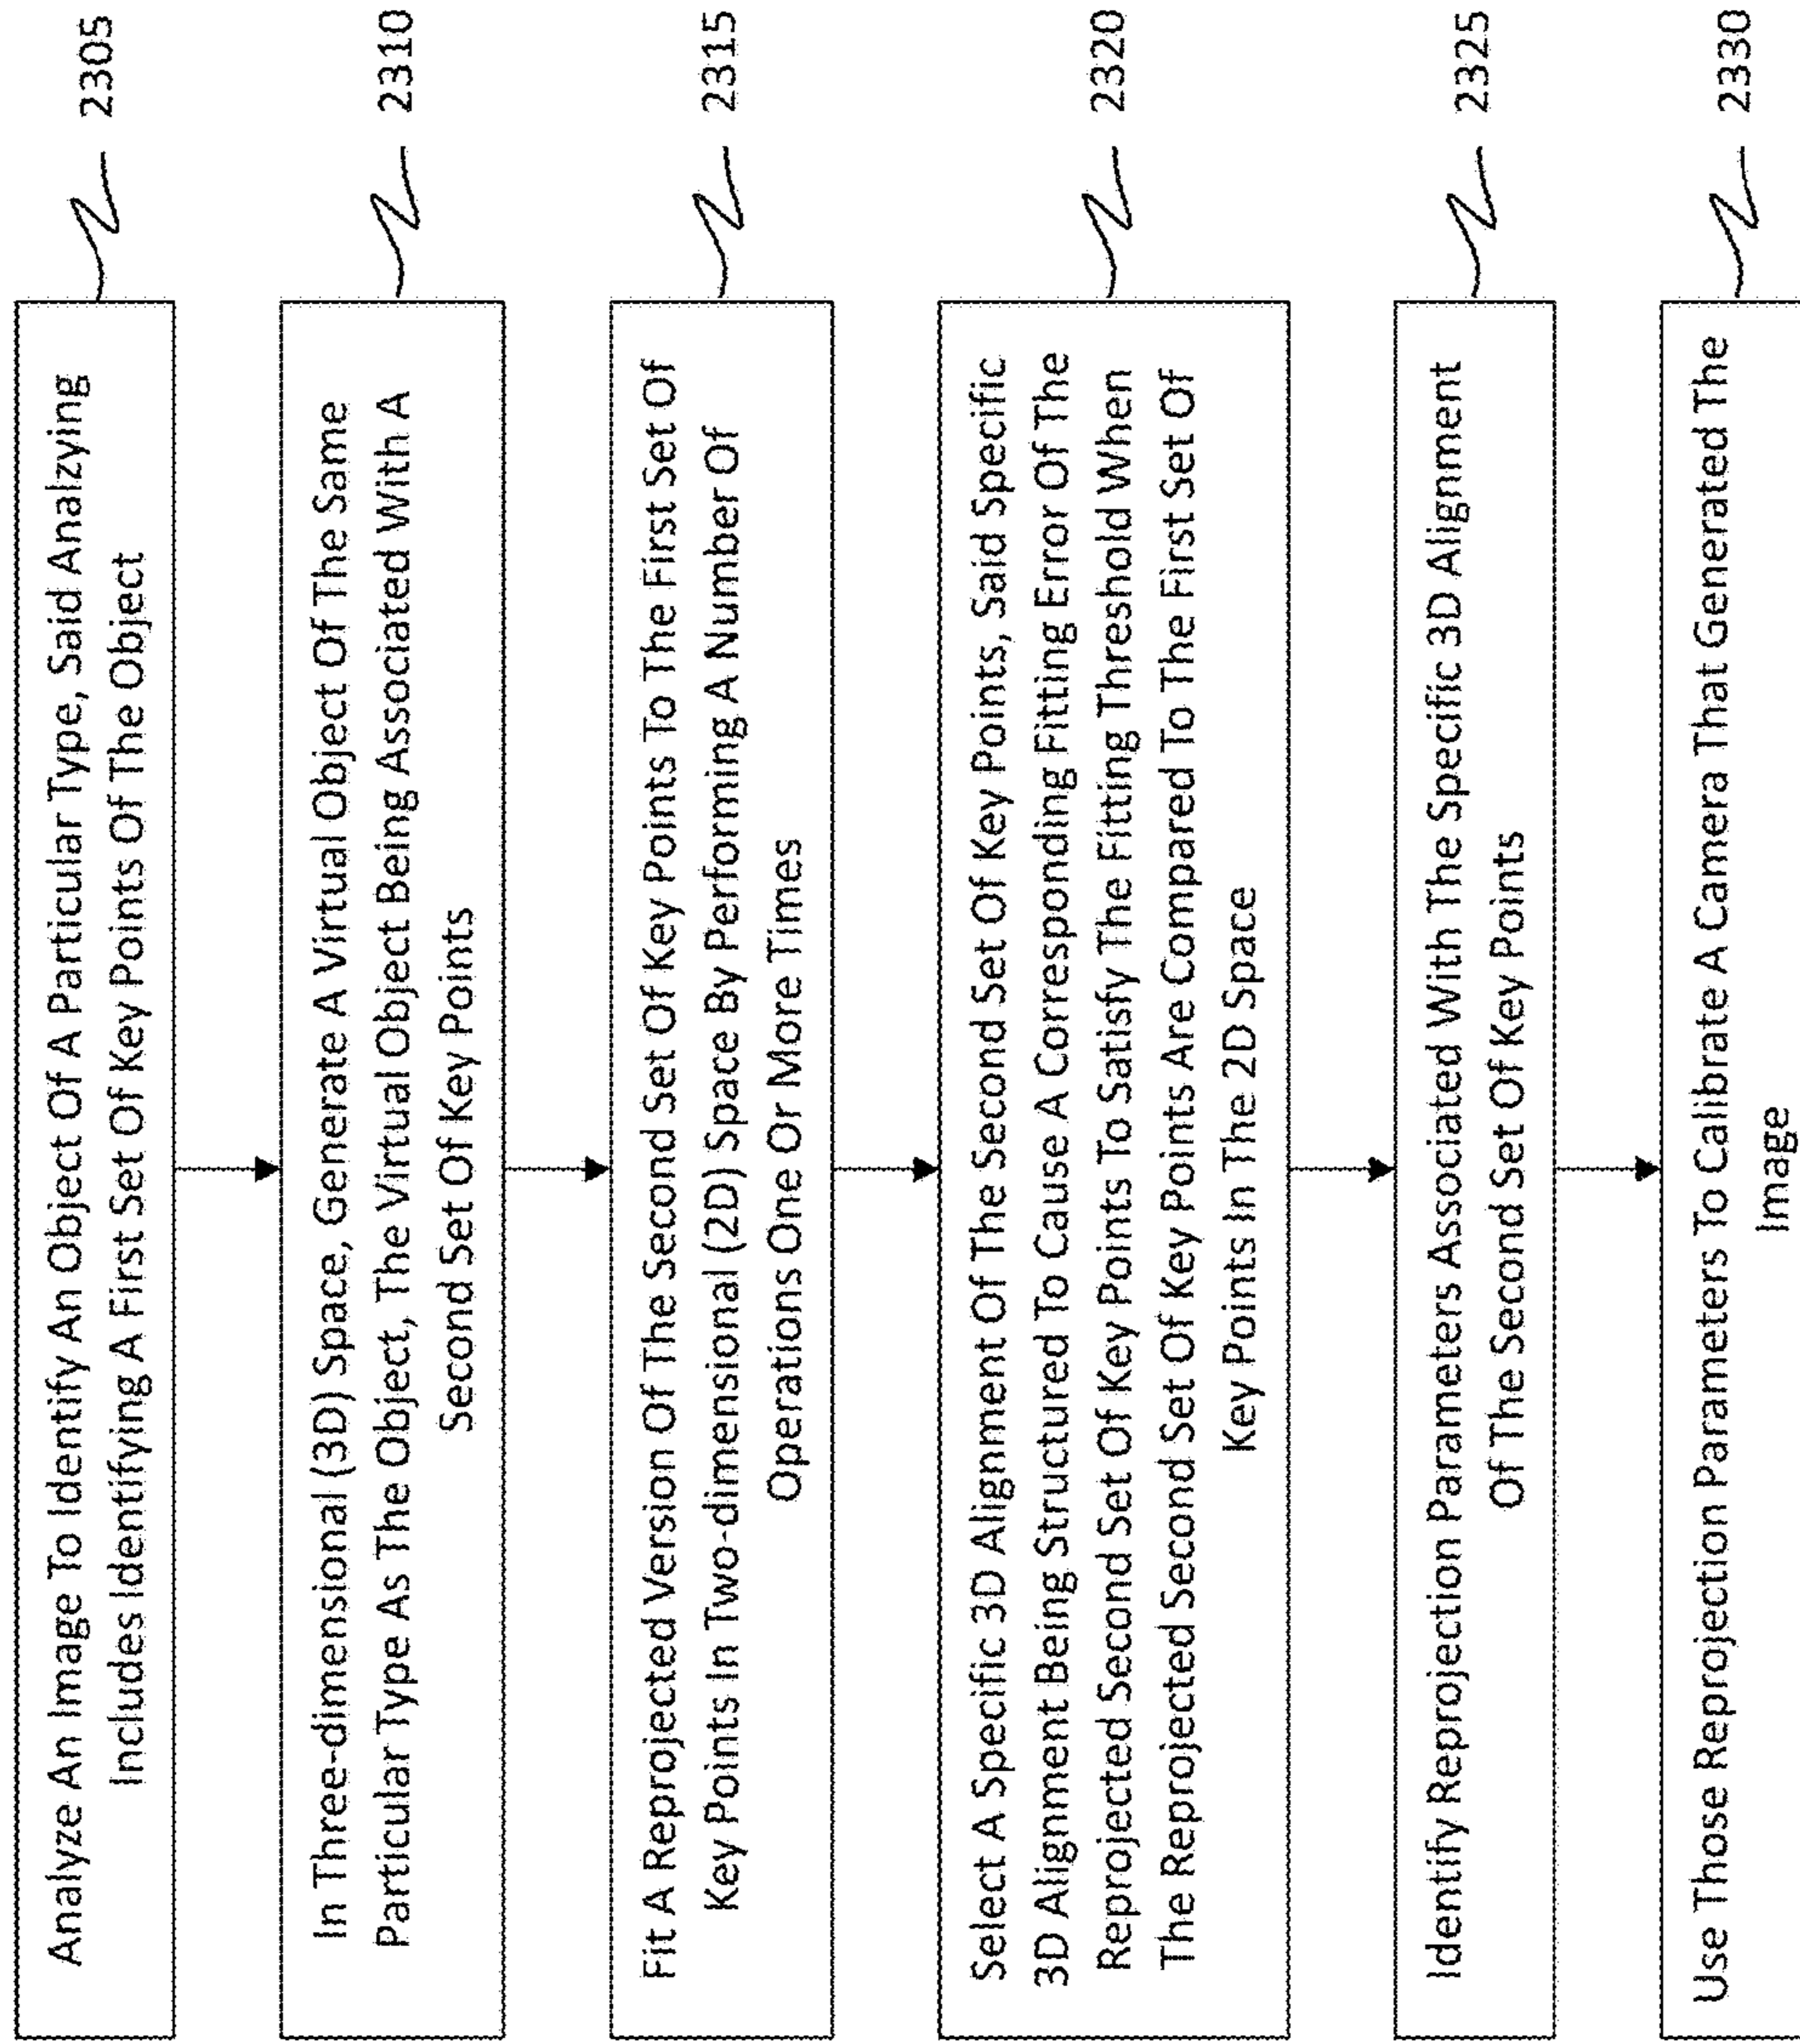 Analyze An Image To Identify An Object Of A Particular Type, Said Analzying
Includes Identifying A First Set Of Key Points Of The Object
2305
In Three-dimensional (3D) Space, Generate A Virtual Object Of The Same
Particular Type As The Object, The Virtual Object Being Associated With A
Second Set Of Key Points
2310
Fit A Reprojected Version Of The Second Set Of Key Points To The First Set Of
Key Points In Two-dimensional (2D) Space By Performing A Number Of
Operations One Or More Times
2315
Select A Specific 3D Alignment Of The Second Set Of Key Points, Said Specific
3D Alignment Being Structured To Cause A Corresponding Fitting Error Of The
Reprojected Second Set Of Key Points To Satisfy The Fitting Threshold When
The Reprojected Second Set Of Key Points Are Compared To The First Set Of
Key Points In The 2D Space
2320
Identify Reprojection Parameters Associated With The Specific 3D Alignment
Of The Second Set Of Key Points
2325
Use Those Reprojection Parameters To Calibrate A Camera That Generated The
Image
2330